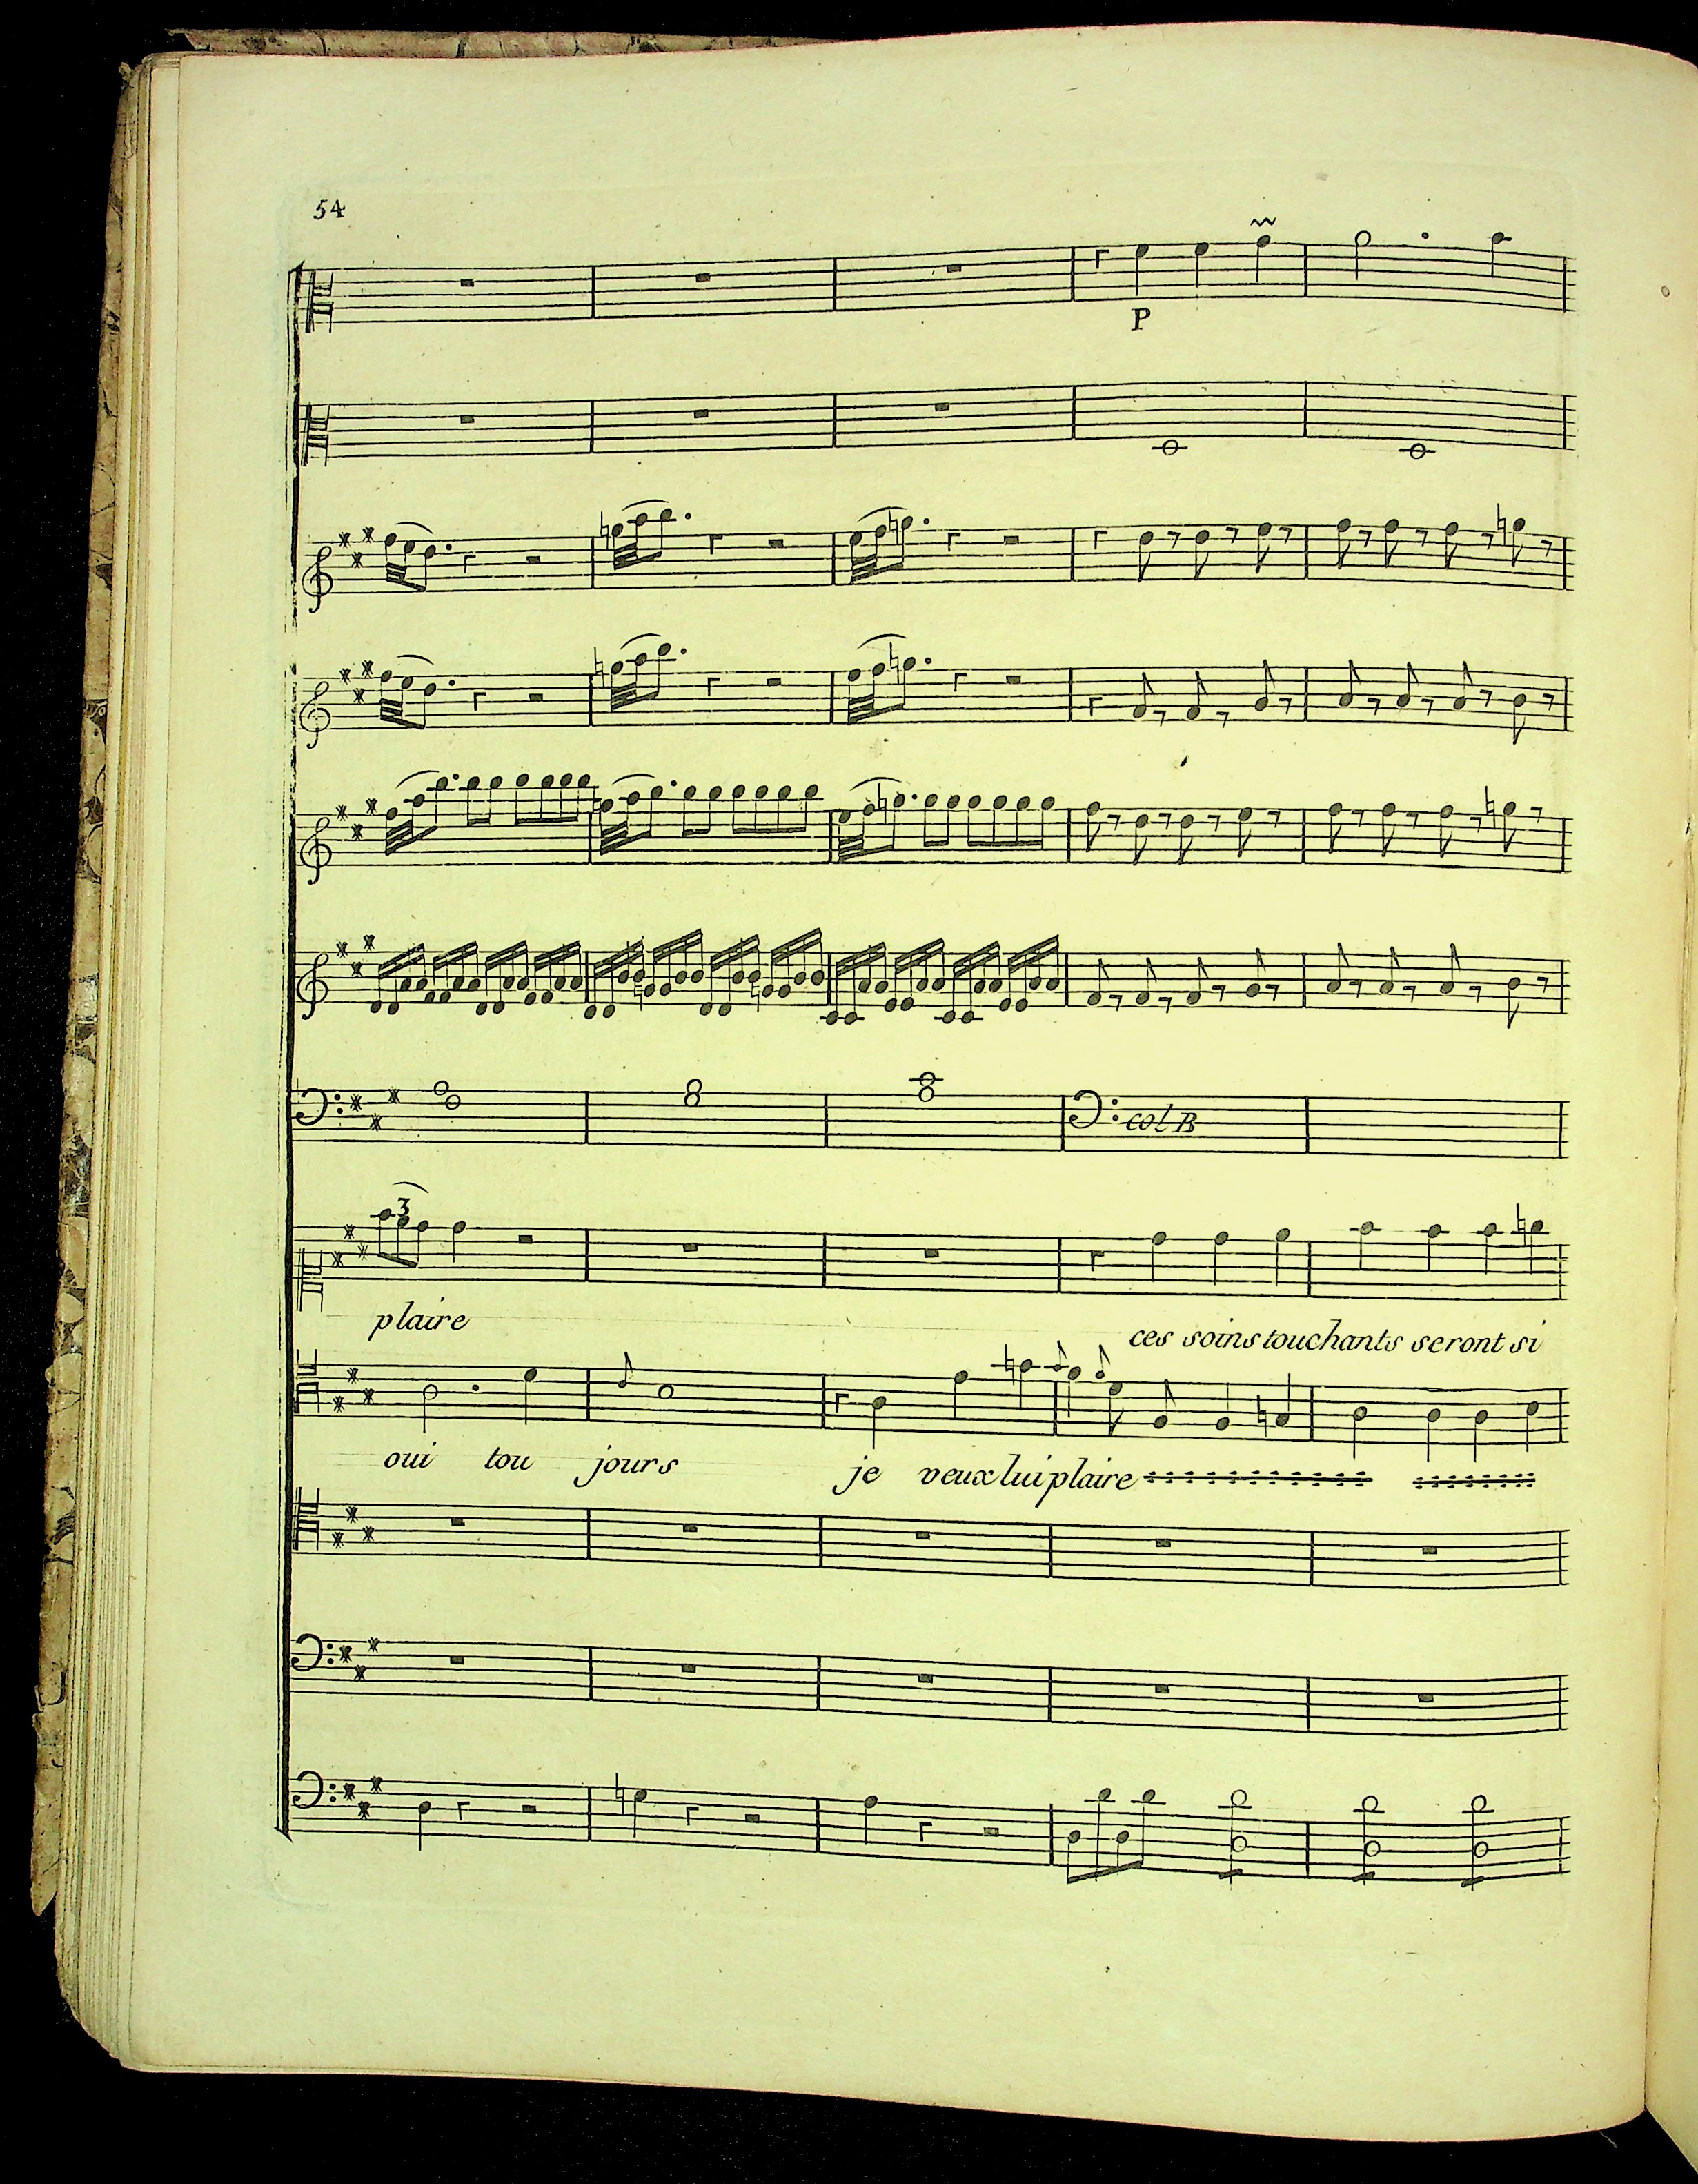 54
P
col B
3
plaire
ces soins touchants seront si
oui tou jours je veux lui plaire